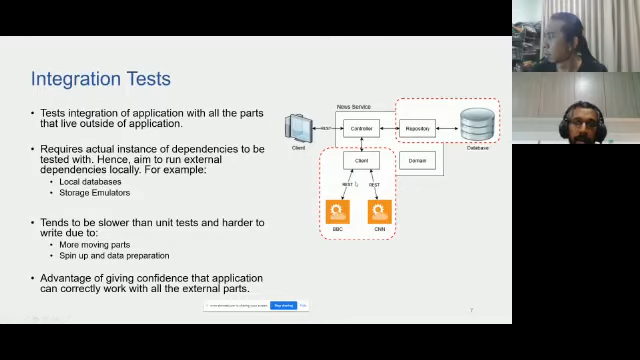 Integration Tests
• Tests integration of application with all the parts
that live outside of application.
• Requires actual instance of dependencies to be
tested with. Hence, aim to run external
dependencies locally. For example:
• Local databases
• Storage Emulators
• Tends to be slower than unit tests and harder to
write due to:
• More moving parts
• Spin up and data preparation
• Advantage of giving confidence that application
can correctly work with all the external parts.
News Service
Client
REST
Controller
Repository
Database
Client
Domain
REST
REST
BBC
CNN
Stop sharing
Hide
7